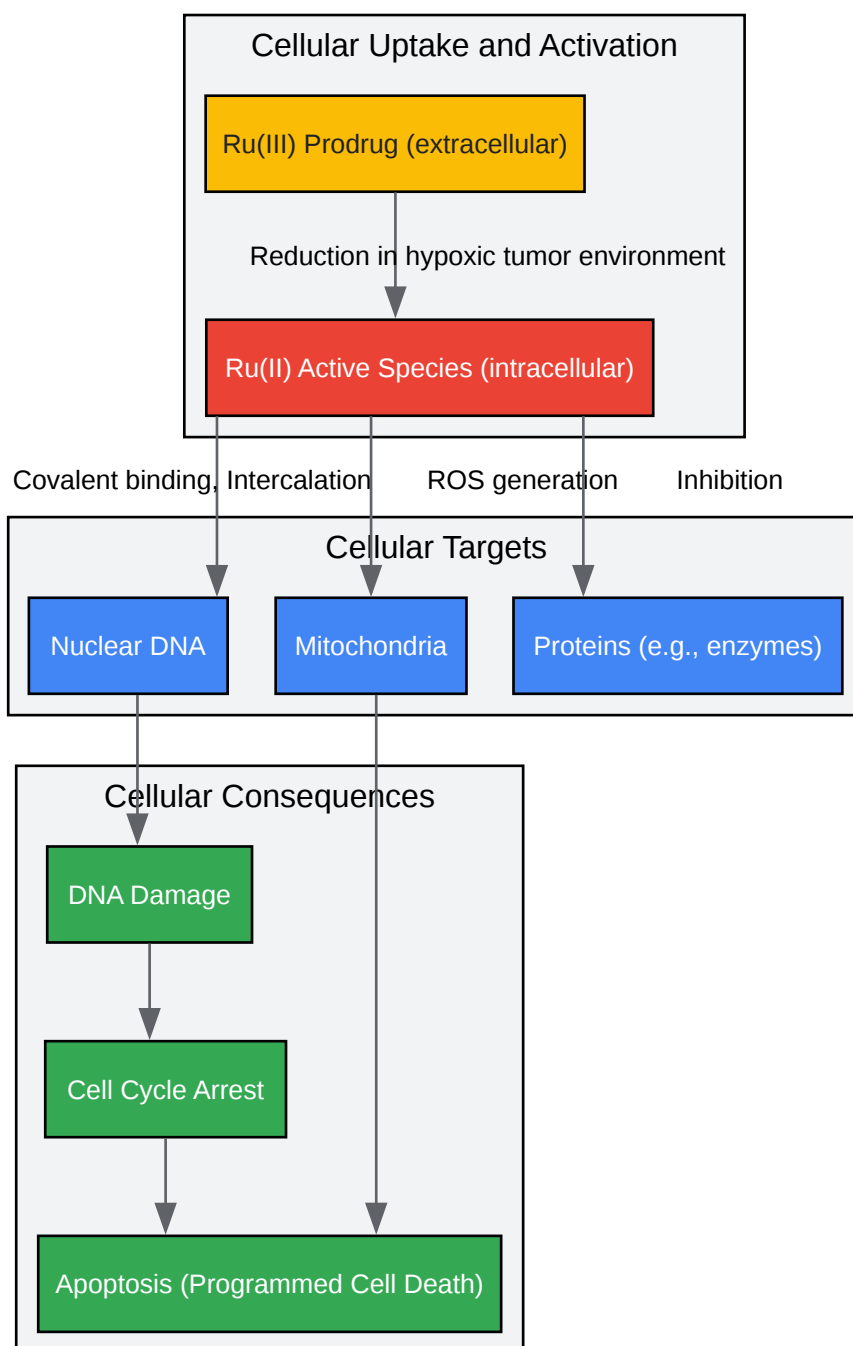 Cellular Uptake and Activation
Ru(III) Prodrug (extracellular)
Reduction in hypoxic tumor environment
Ru(II) Active Species (intracellular)
Covalent binding, Intercalation
ROS generation
Inhibition
Cellular Targets
Nuclear DNA
Mitochondria
Proteins (e.g., enzymes)
Cellular Consequences
DNA Damage
Cell Cycle Arrest
Apoptosis (Programmed Cell Death)